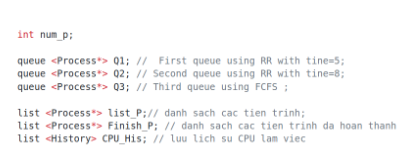 int num_p;
queue <Process*> Q1; //  First queue using RR with tine=5;
queue <Process*> Q2; // Second queue using RR with tine=8;
queue <Process*> Q3; // Third queue using FCFS ;
list <Process*> list_P;// danh sach cac tien trinh;
list <Process*> Finish_P; // danh sach cac tien trinh da hoan thanh
list <History> CPU_His; // luu lich su CPU lam viec